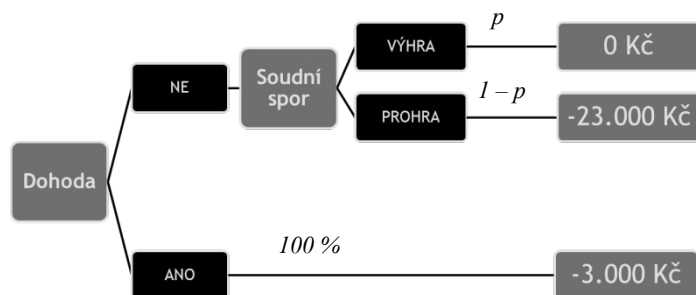 p
VÝHRA
0 Kč
NE
Soudní
spor
1 – p
PROHRA
-23.000 Kč
Dohoda
100 %
ANO
-3.000 Kč